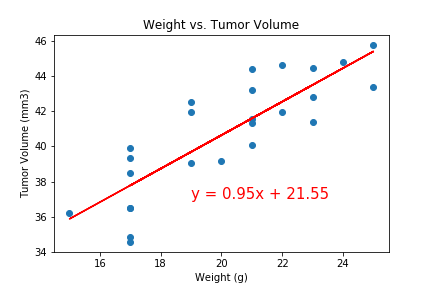 Weight vs. Tumor Volume
46
44
42
40
38
36
34
Tumor Volume (mm3)
y = 0.95x + 21.55
16 18 20 22 24
Weight (g)